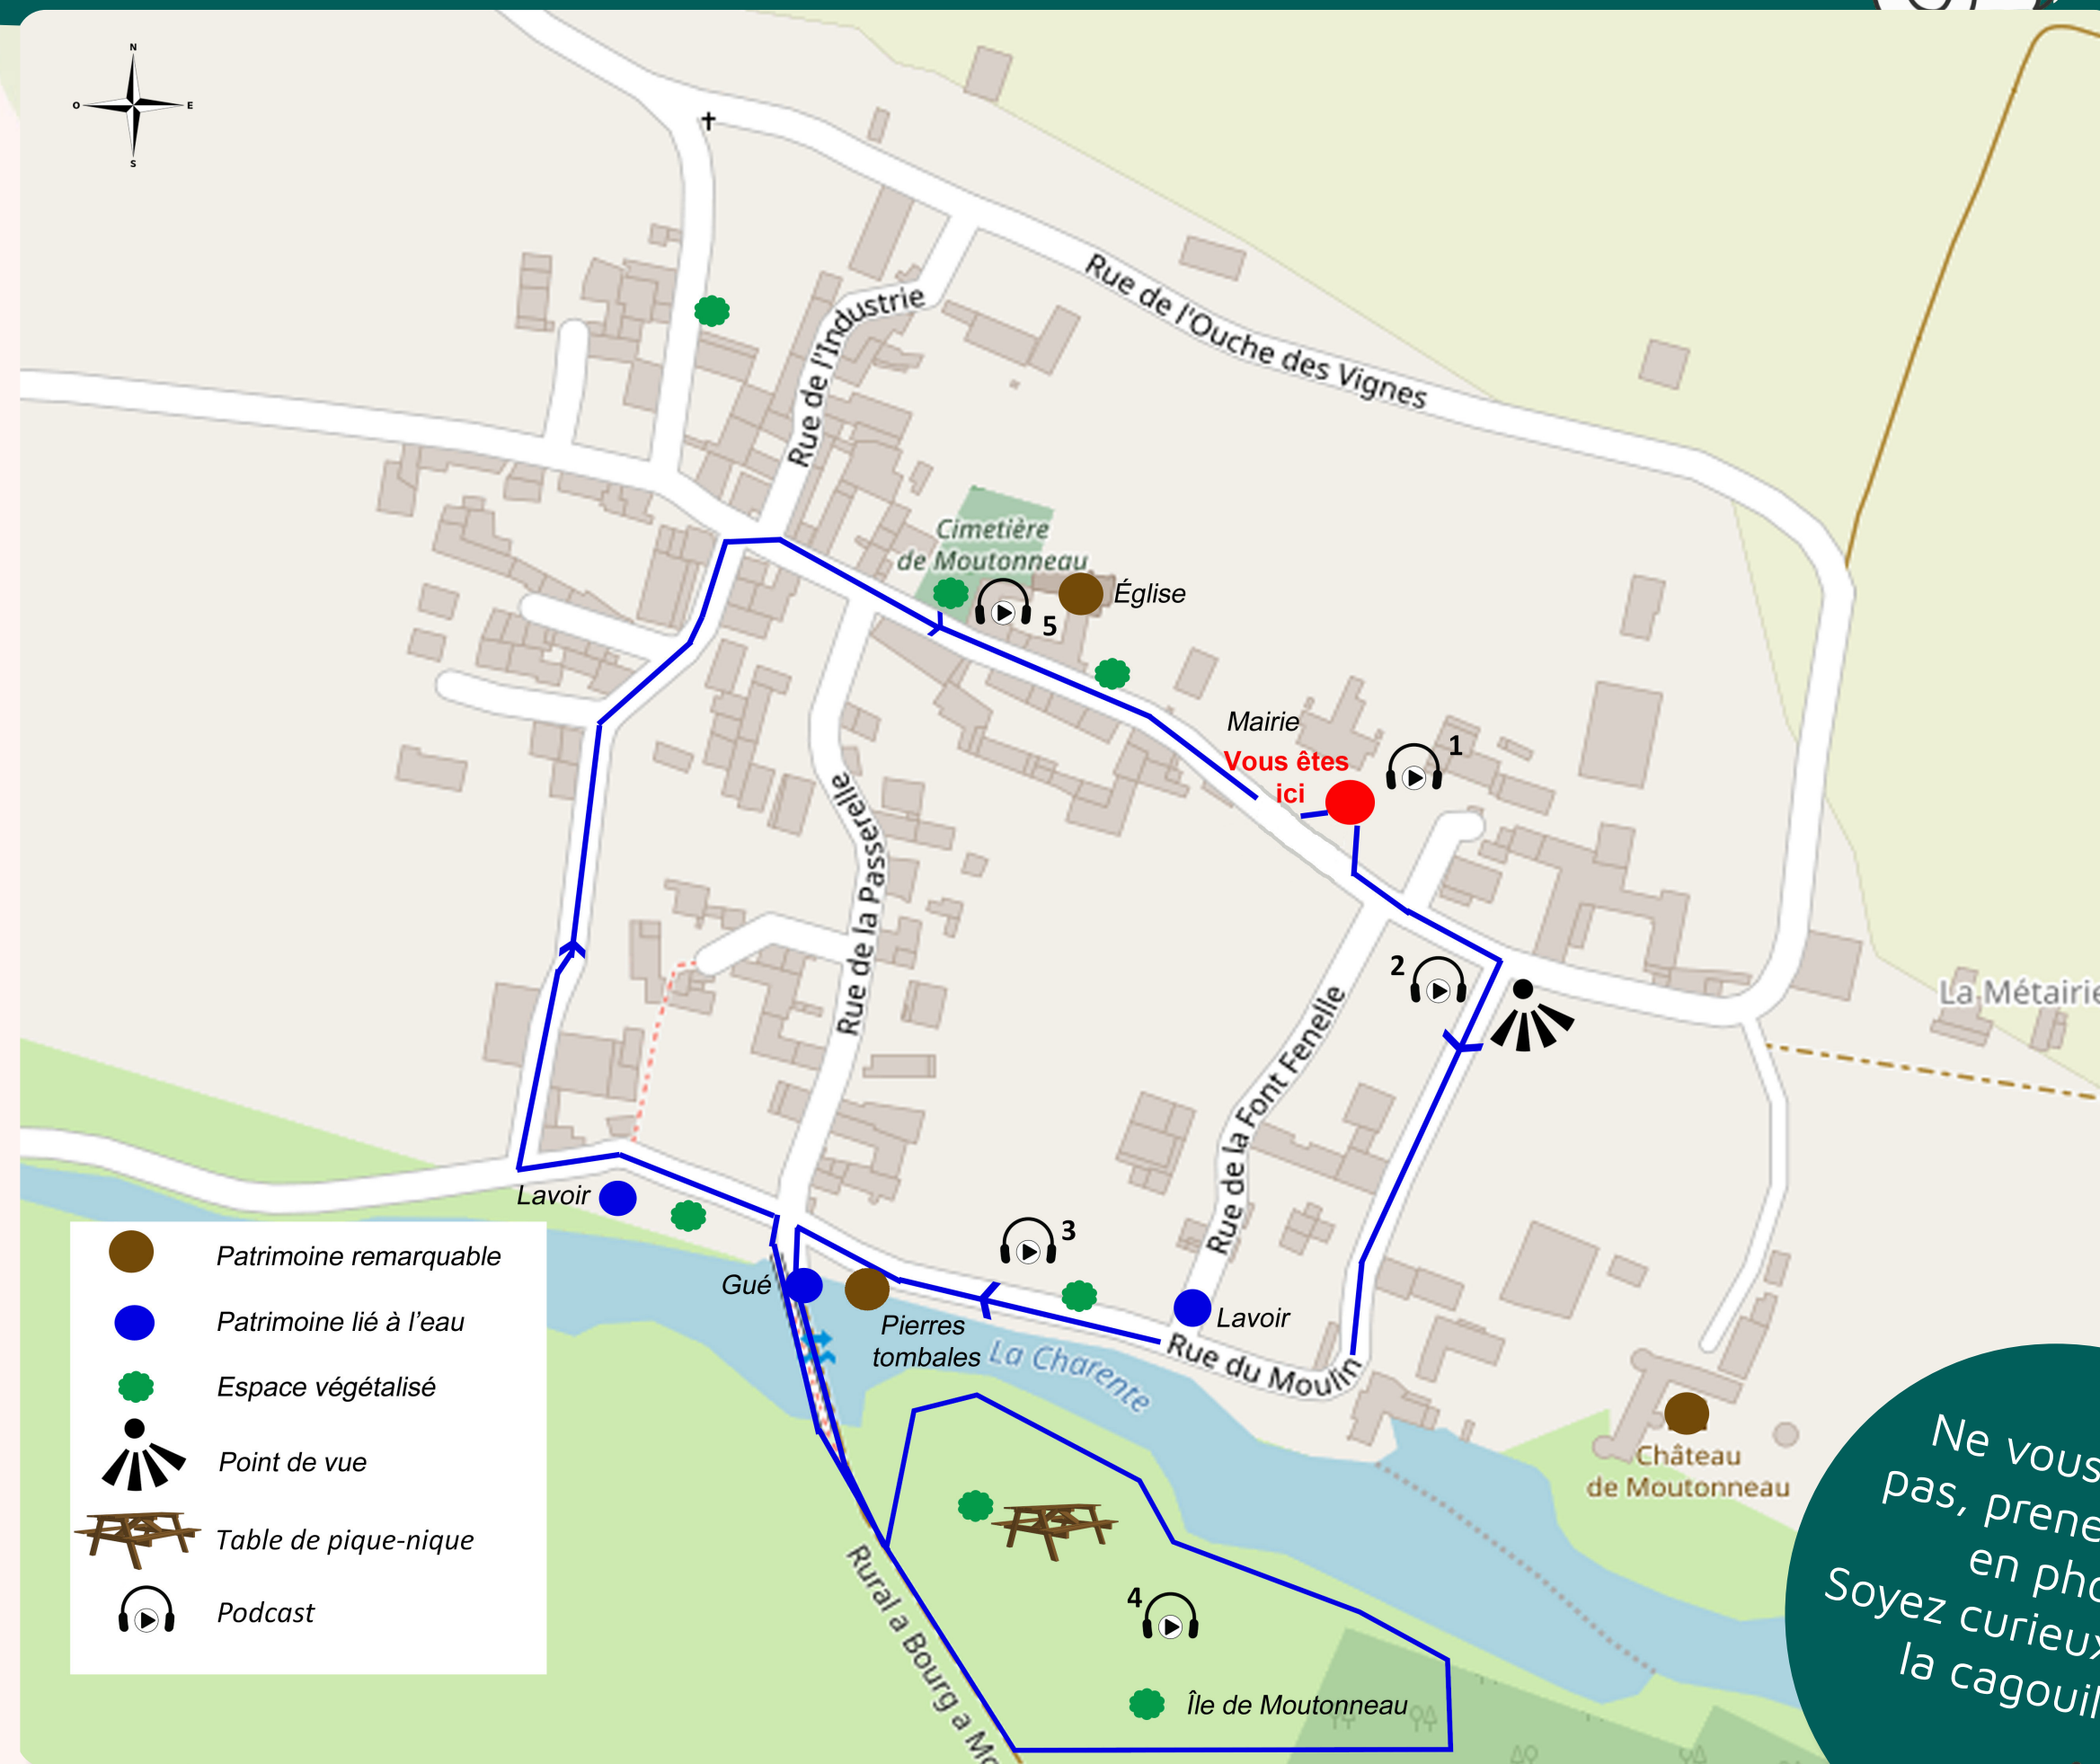 N
O
E
S
Rue de l'Ouche des Vignes
Rue de l'Industrie
Cimetière
de Moutonneau
Église
5
Mairie
Vous êtes
ici
1
Rue de la Passerelle
2
La Métairie
Rue de la Font Fenelle
Lavoir
3
Gué
Lavoir
Pierres
tombales
La Charente
Rue du Moulin
Château
de Moutonneau
Patrimoine remarquable
Patrimoine lié à l'eau
Espace végétalisé
Point de vue
Table de pique-nique
Podcast
4
Île de Moutonneau
Rural a Bourg a Mo
Ne vous
pas, prene
en pho
Soyez curieux
la cagouil